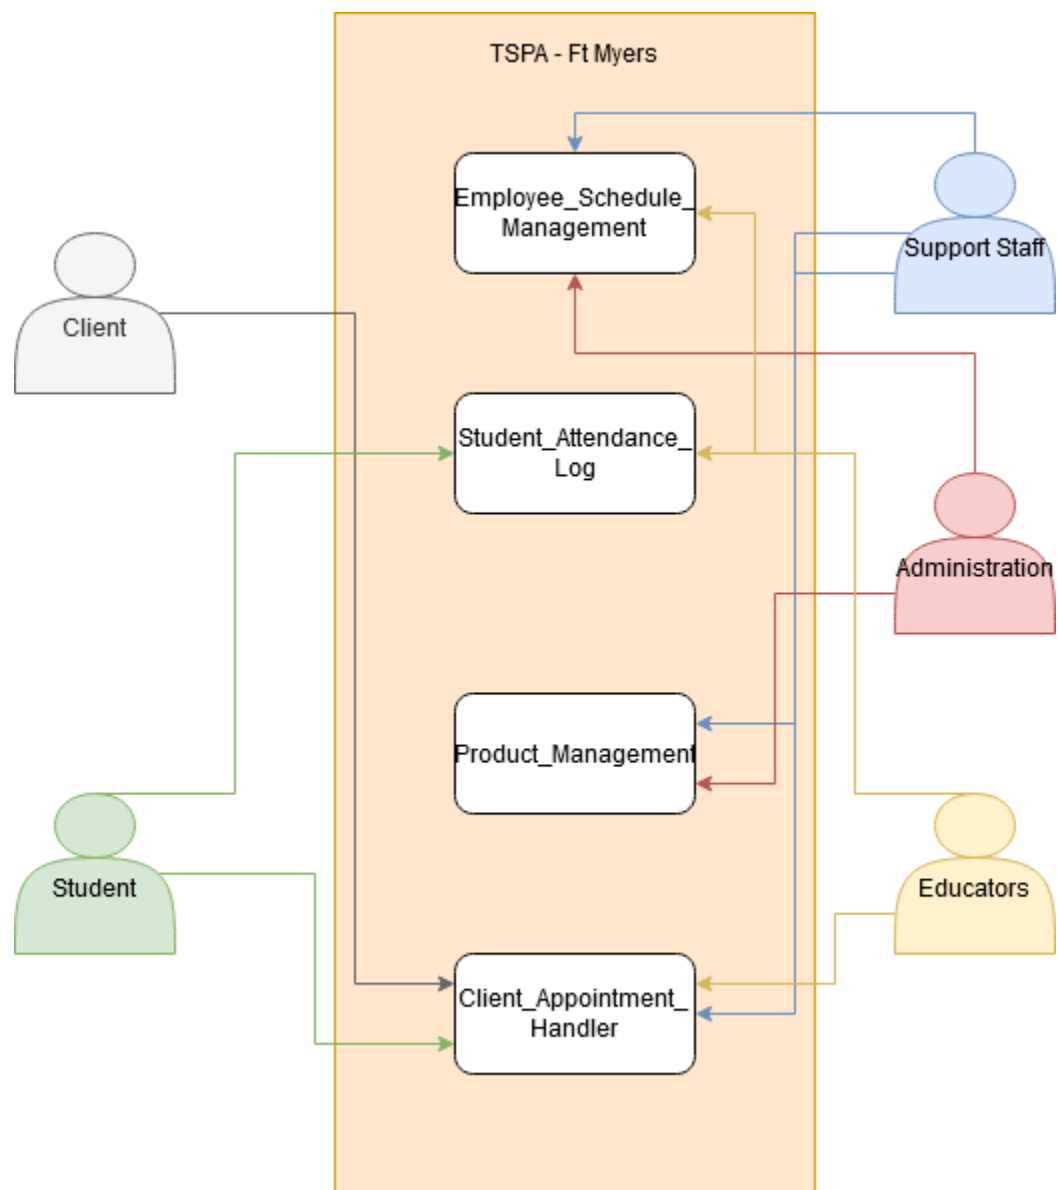 TSPA - Ft Myers
Employee_Schedule_
Management
Support Staff
Client
Student_Attendance_
Log
Administration
Product_Management
Student
Educators
Client_Appointment_
Handler